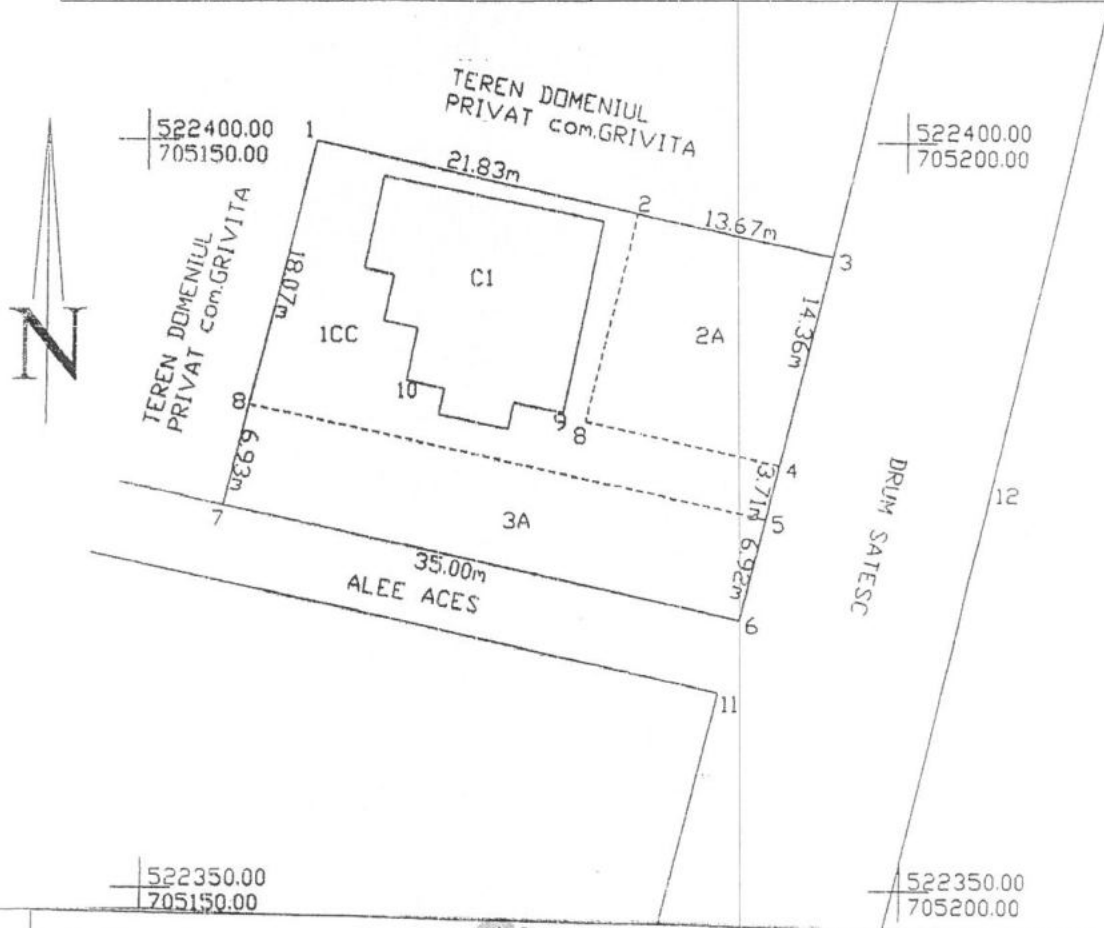 TEREN DOMENIUL
PRIVAT com.GRIVITA
522400.00
705150.00
1
522400.00
705200.00
21.83m
2
13.67m
3
N
TEREN DOMENIUL
PRIVAT com.GRIVITA
18.07m
C1
1CC
2A
14.36m
10
8
9
8
4
6.93m
3.71m
5
DRUM SATESC
12
7
3A
6.92m
35.00m
ALEE ACES
6
11
522350.00
705150.00
522350.00
705200.00